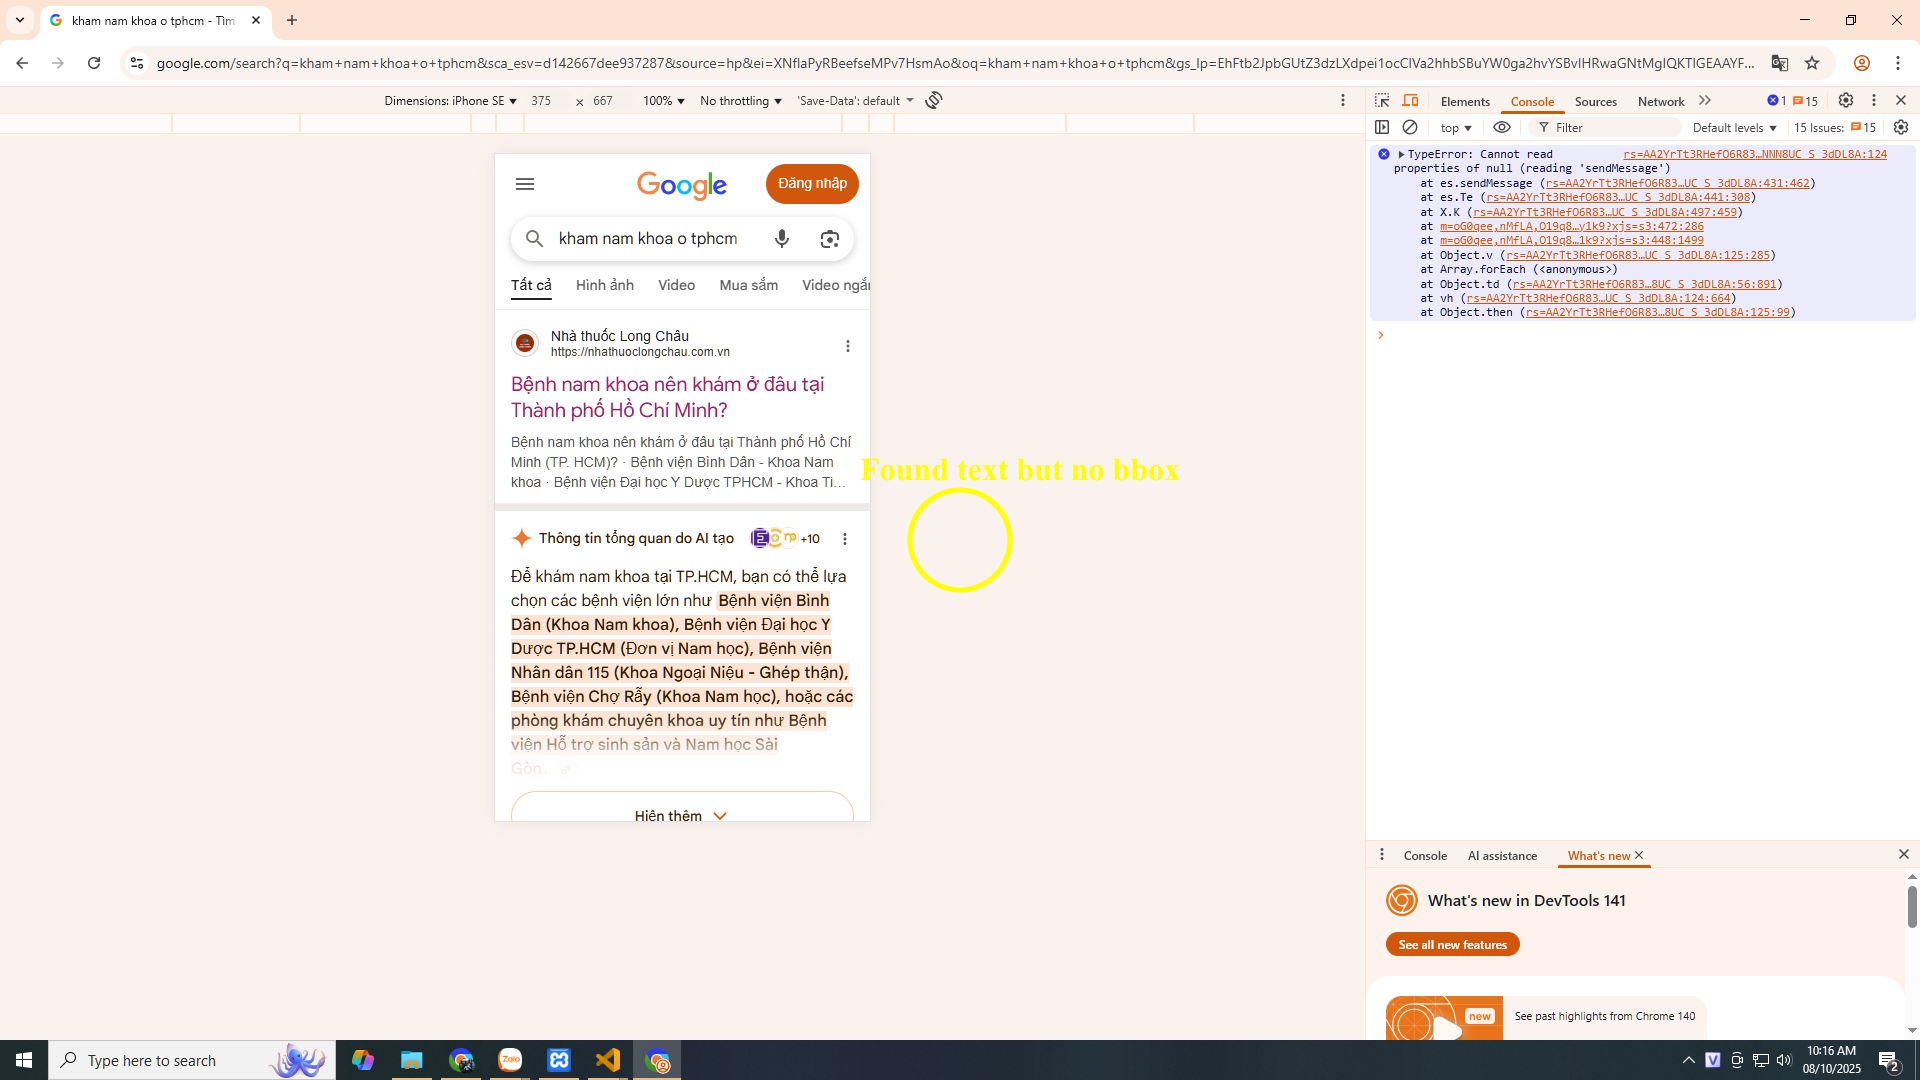 kham nam khoa o tphcm - Tìm
google.com/search?q=kham+nam+khoa+o+tphcm&sca_esv=d142667dee937287&source=hp&ei=XNflaPyRBeefseMPv7HsmAo&oq=kham+nam+khoa+o+tphcm&gs_lp=EhFtb2JpbGUtZ3dzLXdpei1ocCIVa2hhbSBuYW0ga2hvYSBvIHRwaGNtMgIQKTIGEAAYF...
Dimensions: iPhone SE 375 × 667 100% No throttling 'Save-Data': default
Elements Console Sources Network 1 15
top Filter Default levels 15 Issues: 15
TypeError: Cannot read rs=AA2YrTt3RHefO6R83…NNN8UC_S_3dDL8A:124
properties of null (reading 'sendMessage')
at es.sendMessage (rs=AA2YrTt3RHefO6R83…UC_S_3dDL8A:431:462)
at es.Te (rs=AA2YrTt3RHefO6R83…UC_S_3dDL8A:441:308)
at X.K (rs=AA2YrTt3RHefO6R83…UC_S_3dDL8A:497:459)
at m=oG0qee,nMfLA,O19q8…y1k9?xjs=s3:472:286
at m=oG0qee,nMfLA,O19q8…1k9?xjs=s3:448:1499
at Object.v (rs=AA2YrTt3RHefO6R83…UC_S_3dDL8A:125:285)
at Array.forEach (<anonymous>)
at Object.td (rs=AA2YrTt3RHefO6R83…8UC_S_3dDL8A:56:891)
at vh (rs=AA2YrTt3RHefO6R83…UC_S_3dDL8A:124:664)
at Object.then (rs=AA2YrTt3RHefO6R83…8UC_S_3dDL8A:125:99)
Google Đăng nhập
kham nam khoa o tphcm
Tất cả Hình ảnh Video Mua sắm Video ngắn
Nhà thuốc Long Châu
https://nhathuoclongchau.com.vn
Bệnh nam khoa nên khám ở đâu tại
Thành phố Hồ Chí Minh?
Bệnh nam khoa nên khám ở đâu tại Thành phố Hồ Chí
Minh (TP. HCM)? · Bệnh viện Bình Dân - Khoa Nam
khoa · Bệnh viện Đại học Y Dược TPHCM - Khoa Ti...
Found text but no bbox
Thông tin tổng quan do AI tạo +10
Để khám nam khoa tại TP.HCM, bạn có thể lựa
chọn các bệnh viện lớn như Bệnh viện Bình
Dân (Khoa Nam khoa), Bệnh viện Đại học Y
Dược TP.HCM (Đơn vị Nam học), Bệnh viện
Nhân dân 115 (Khoa Ngoại Niệu - Ghép thận),
Bệnh viện Chợ Rẫy (Khoa Nam học), hoặc các
phòng khám chuyên khoa uy tín như Bệnh
viện Hỗ trợ sinh sản và Nam học Sài
Gòn.
Hiện thêm
Console AI assistance What's new
What's new in DevTools 141
See all new features
new
See past highlights from Chrome 140
Type here to search
Zalo
V
10:16 AM
08/10/2025
2